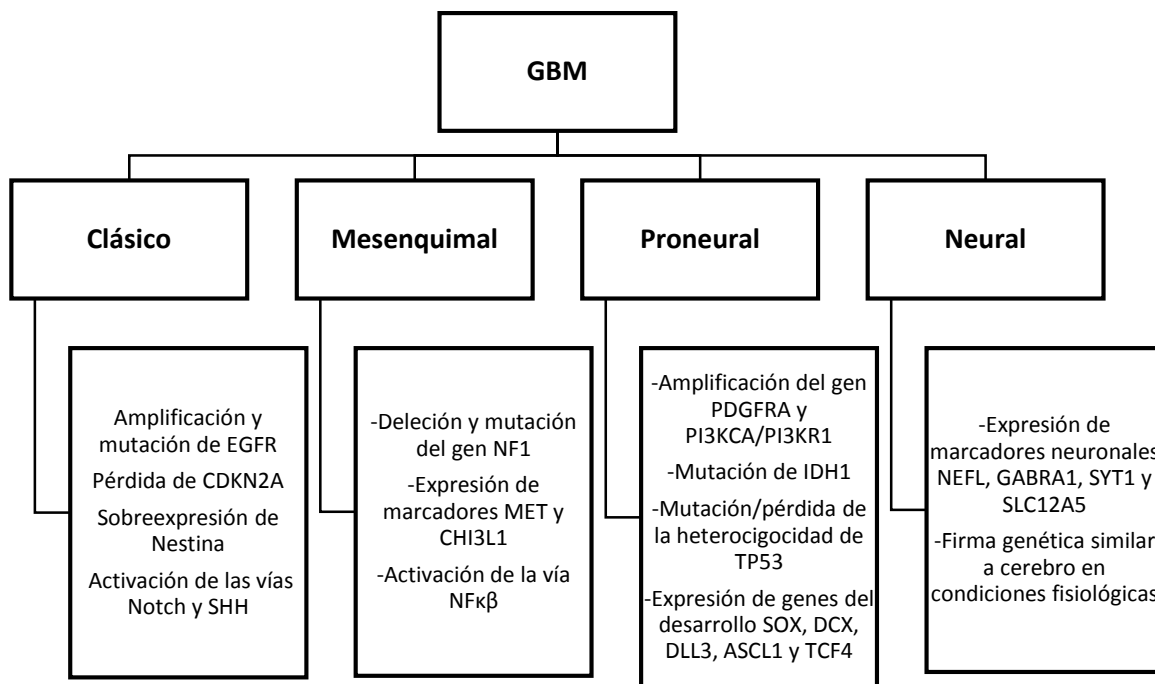 GBM
Clásico
Mesenquimal
Proneural
Neural
Amplificación y
mutación de EGFR
Pérdida de CDKN2A
Sobreexpresión de
Nestina
Activación de las vías
Notch y SHH
-Deleción y mutación
del gen NF1
-Expresión de
marcadores MET y
CHI3L1
-Activación de la vía
NFκβ
-Amplificación del gen
PDGFRA y
PI3KCA/PI3KR1
-Mutación de IDH1
-Mutación/pérdida de
la heterocigocidad de
TP53
-Expresión de genes del
desarrollo SOX, DCX,
DLL3, ASCL1 y TCF4
-Expresión de
marcadores neuronales
NEFL, GABRA1, SYT1 y
SLC12A5
-Firma genética similar
a cerebro en
condiciones fisiológicas